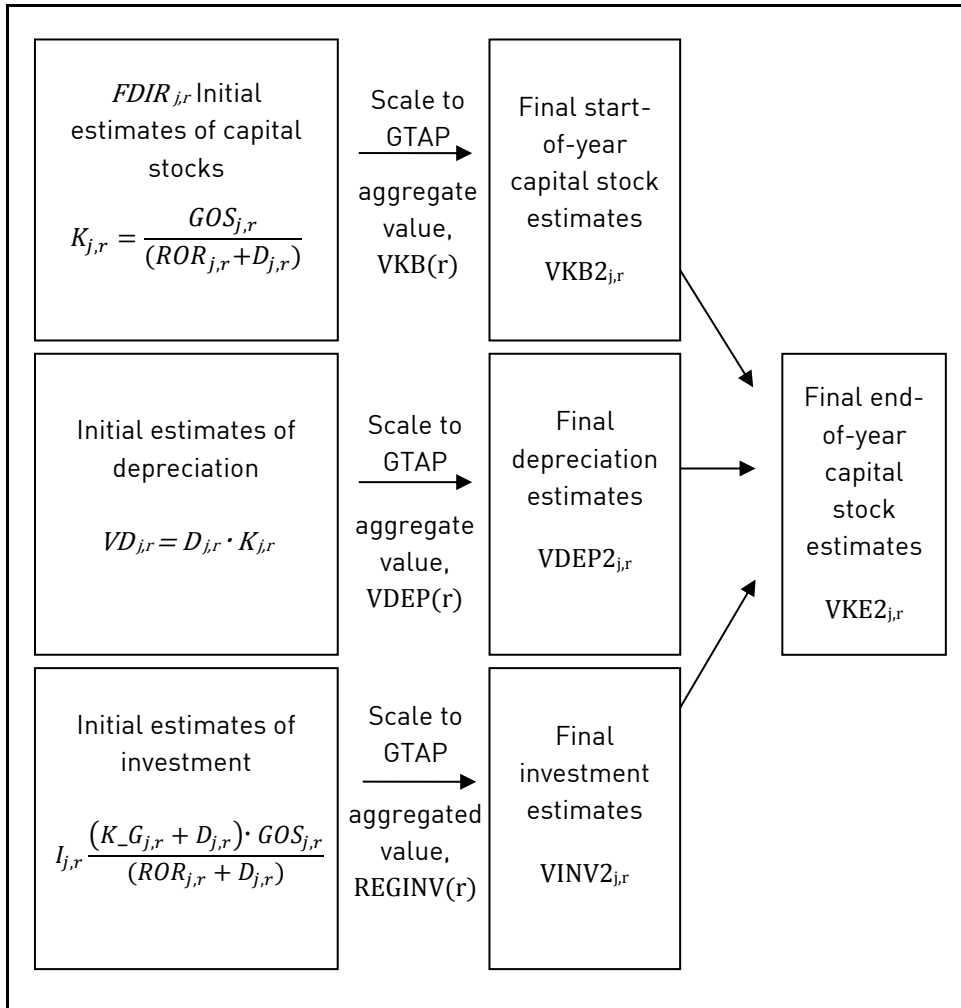 FDIR j,r Initial
estimates of capital
stocks
K_{j,r} = GOS_{j,r} / (ROR_{j,r}+D_{j,r})
Scale to
GTAP
aggregate
value,
VKB(r)
Final start-
of-year
capital stock
estimates
VKB2j,r
Initial estimates of
depreciation
VD_{j,r} = D_{j,r} · K_{j,r}
Scale to
GTAP
aggregate
value,
VDEP(r)
Final
depreciation
estimates
VDEP2j,r
Final end-
of-year
capital
stock
estimates
VKE2j,r
Initial estimates of
investment
I_{j,r} (K_G_{j,r} + D_{j,r}) · GOS_{j,r} / (ROR_{j,r} + D_{j,r})
Scale to
GTAP
aggregated
value,
REGINV(r)
Final
investment
estimates
VINV2j,r